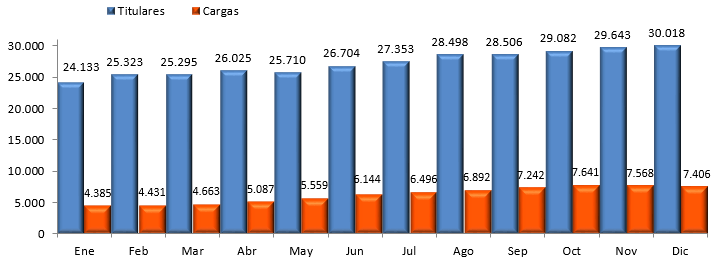 Titulares Cargas
30.000
25.000
20.000
15.000
10.000
5.000
0
24.133 25.323 25.295 26.025 25.710 26.704 27.353 28.498 28.506 29.082 29.643 30.018
4.385 4.431 4.663 5.087 5.559 6.144 6.496 6.892 7.242 7.641 7.568 7.406
Ene Feb Mar Abr May Jun Jul Ago Sep Oct Nov Dic